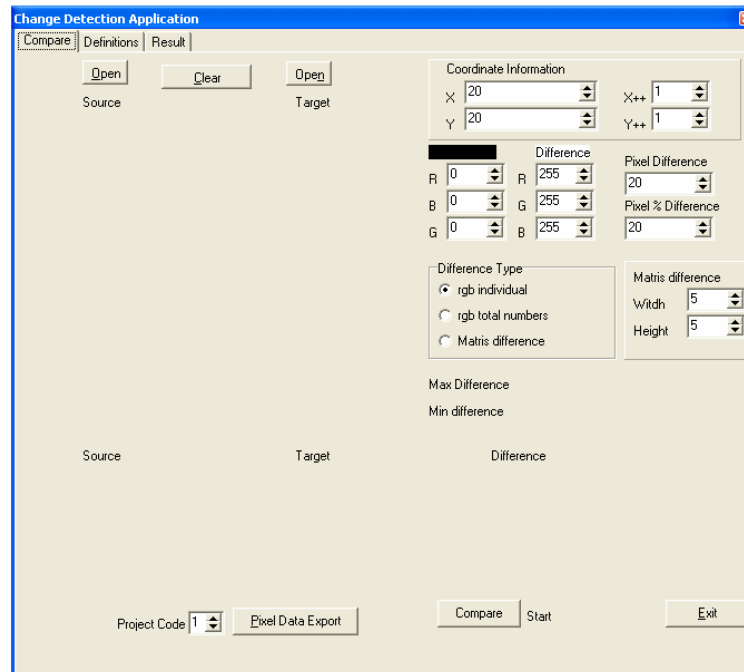 Change Detection Application
Compare Definitions Result
Open Clear Open
Source Target
Coordinate Information
X 20 X++ 1
Y 20 Y++ 1
Difference
R 0 R 255
B 0 G 255
G 0 B 255
Pixel Difference
20
Pixel % Difference
20
Difference Type
rgb individual
rgb total numbers
Matris difference
Matris difference
Witdh 5
Height 5
Max Difference
Min difference
Source Target Difference
Project Code 1 Pixel Data Export
Compare Start Exit